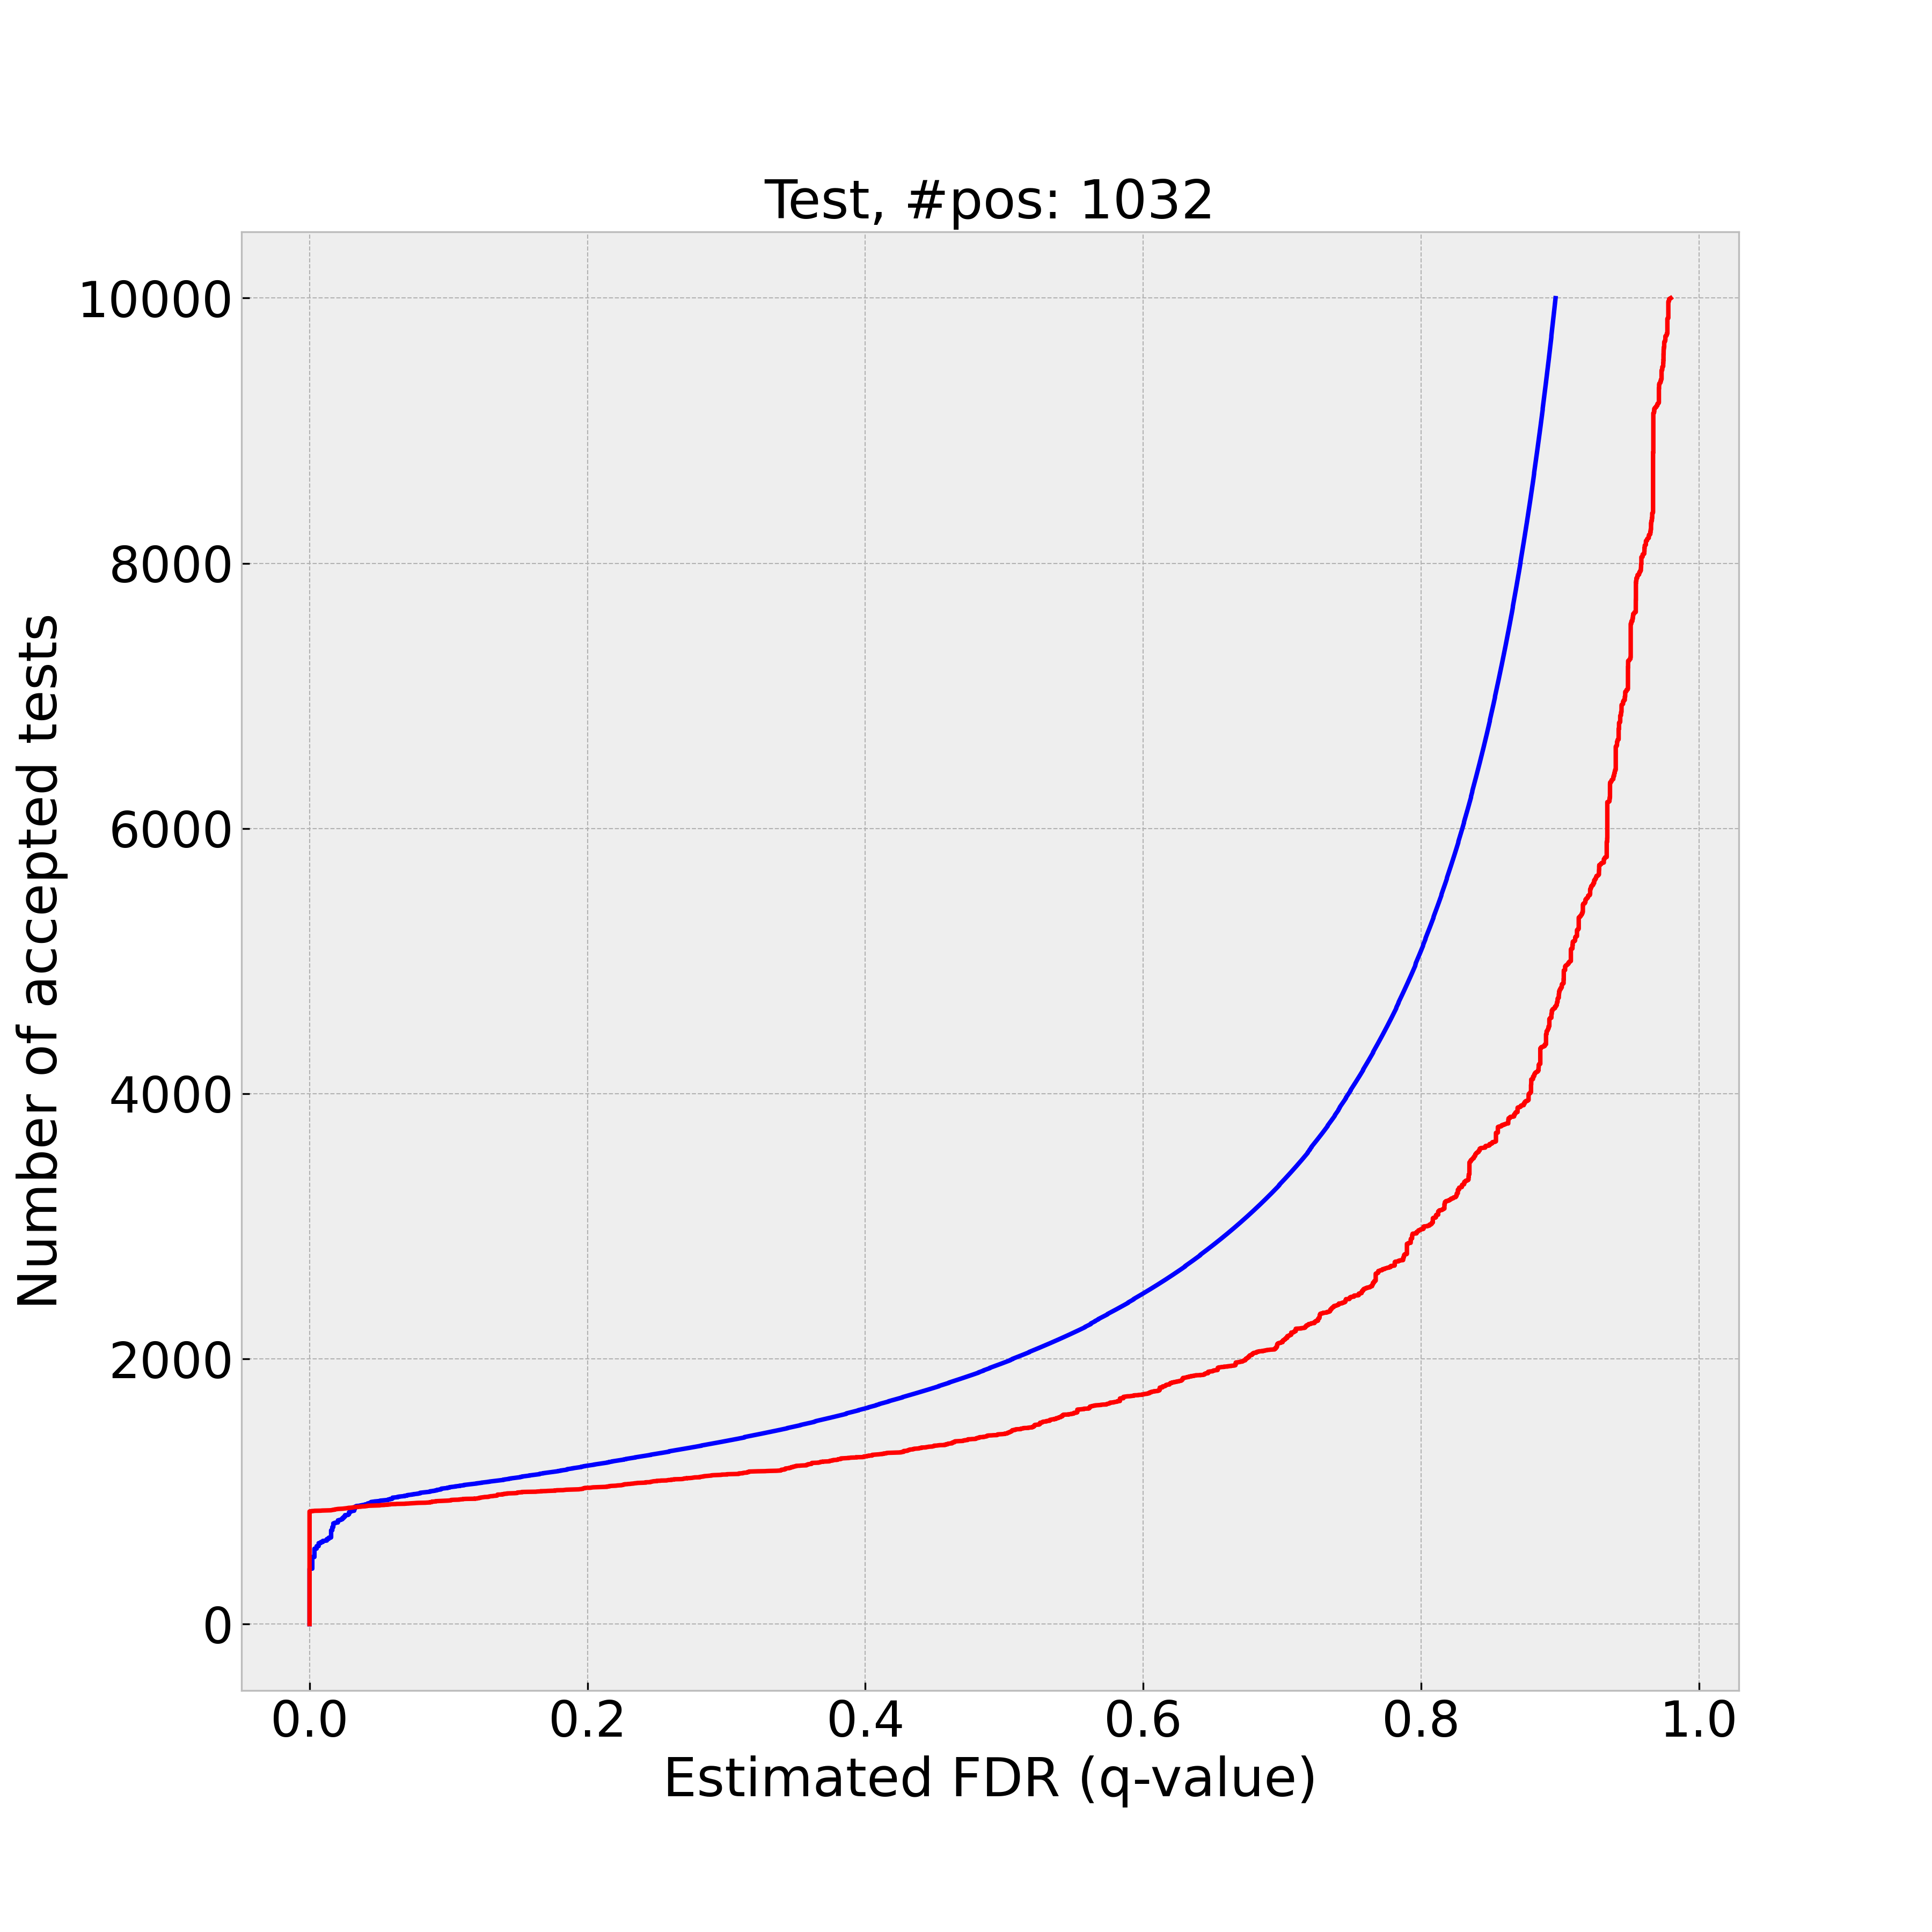 Test, #pos: 1032
10000
8000
6000
4000
2000
0
Number of accepted tests
0.0 0.2 0.4 0.6 0.8 1.0
Estimated FDR (q-value)